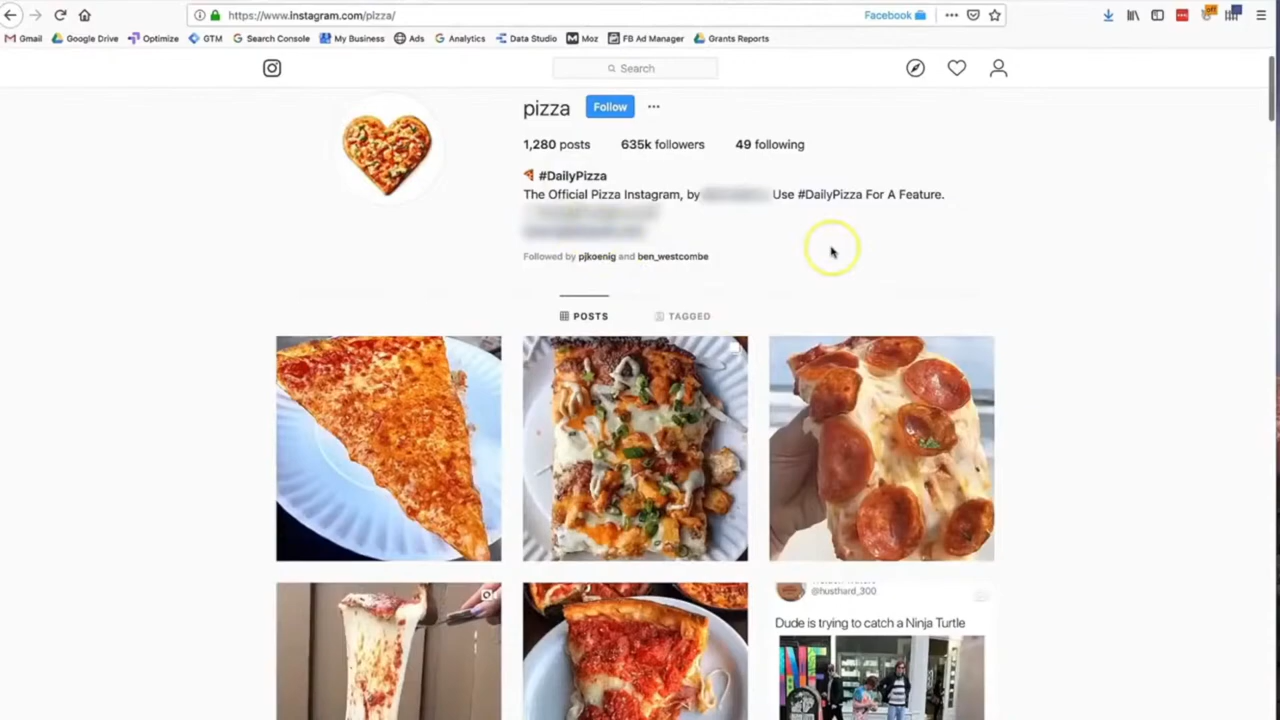 https://www.instagram.com/pizza/
Facebook
Gmail Google Drive Optimize GTM Search Console My Business Ads Analytics Data Studio Moz FB Ad Manager Grants Reports
Search
pizza Follow
1,280 posts 635k followers 49 following
#DailyPizza
The Official Pizza Instagram, by Use #DailyPizza For A Feature.
Followed by pjkoenig and ben_westcombe
POSTS TAGGED
@husthard_300
Dude is trying to catch a Ninja Turtle